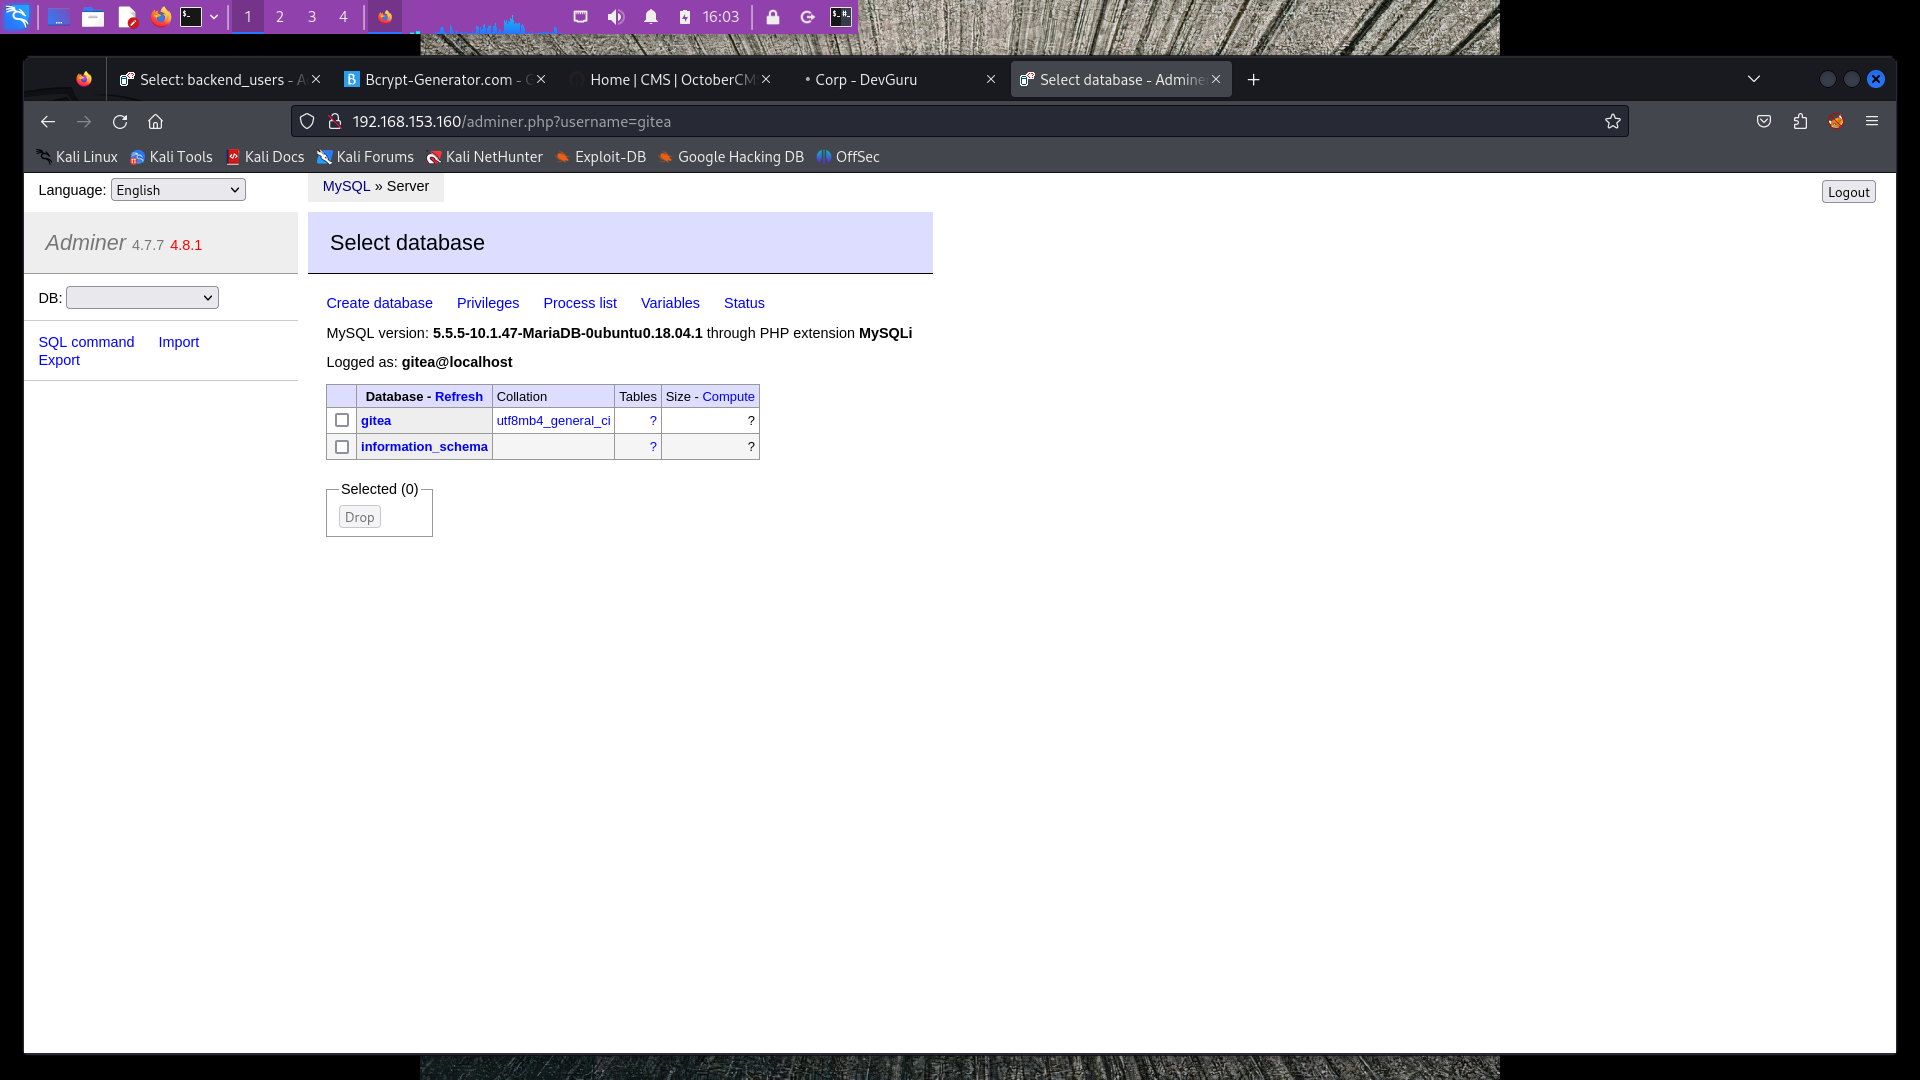 1 2 3 4 16:03
Select: backend_users - A
Bcrypt-Generator.com - G
Home | CMS | OctoberCM
Corp - DevGuru
Select database - Admine
192.168.153.160/adminer.php?username=gitea
Kali Linux Kali Tools Kali Docs Kali Forums Kali NetHunter Exploit-DB Google Hacking DB OffSec
Language: English
MySQL » Server
Logout
Adminer 4.7.7 4.8.1
Select database
DB:
SQL command Import
Export
Create database Privileges Process list Variables Status
MySQL version: 5.5.5-10.1.47-MariaDB-0ubuntu0.18.04.1 through PHP extension MySQLi
Logged as: gitea@localhost
Database - Refresh Collation Tables Size - Compute
gitea utf8mb4_general_ci ? ?
information_schema ? ?
Selected (0)
Drop